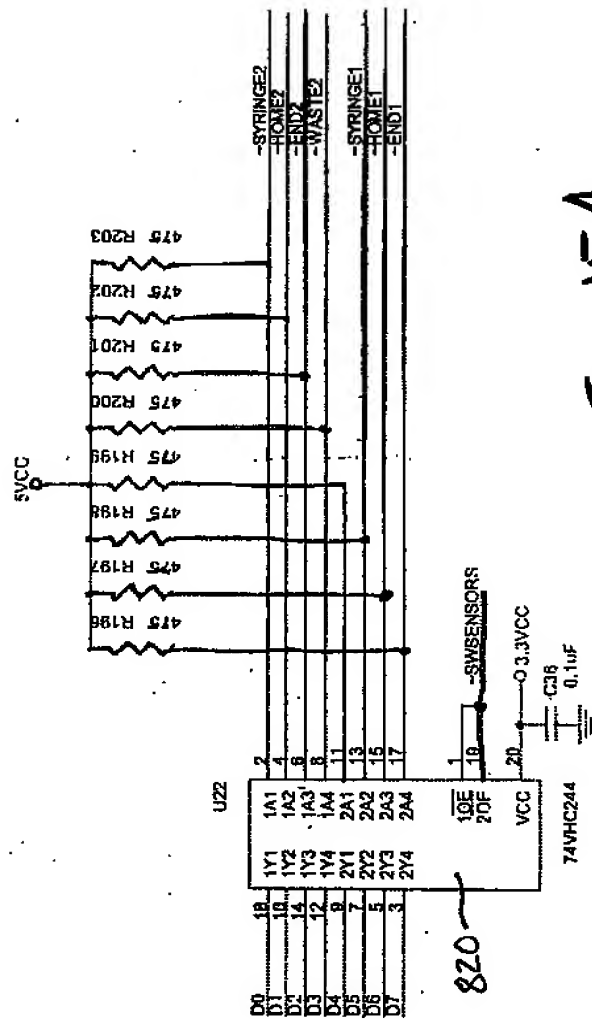 5VCC
475 R203
475 R202
475 R201
475 R200
475 R199
475 R198
475 R197
475 R196
-SYRINGE2
-HOME2
-END2
-WASTE2
-SYRINGE1
-HOME1
-END1
U22
D0 18 1Y1 1A1 2
D1 16 1Y2 1A2 4
D2 14 1Y3 1A3 6
D3 12 1Y4 1A4 8
D4 9 2Y1 2A1 11
D5 7 2Y2 2A2 13
D6 5 2Y3 2A3 15
D7 3 2Y4 2A4 17
1OE 1
2OE 19
-SWSENSORS
VCC 20
3.3VCC
C36
0.1uF
74VHC244
820